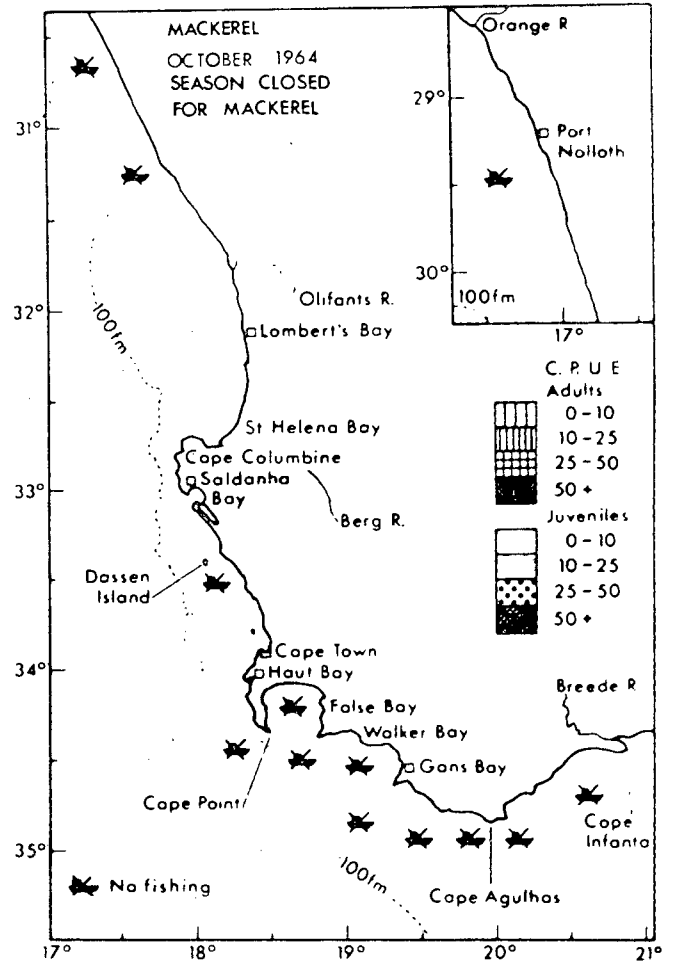 MACKEREL
OCTOBER 1964
SEASON CLOSED
FOR MACKEREL
Orange R
29°
Port
Nolloth
30°
100fm
17°
31°
32°
33°
34°
35°
Olifants R.
100fm
Lombert's Bay
St Helena Bay
Cape Columbine
Saldanha
Bay
Berg R.
Dassen
Island
Cape Town
Haut Bay
False Bay
Walker Bay
Gans Bay
Breede R
Cape Point
Cape
Infanta
Cape Agulhas
100fm
No fishing
C. P. U E
Adults
0-10
10-25
25-50
50+
Juveniles
0-10
10-25
25-50
50+
17° 18° 19° 20° 21°